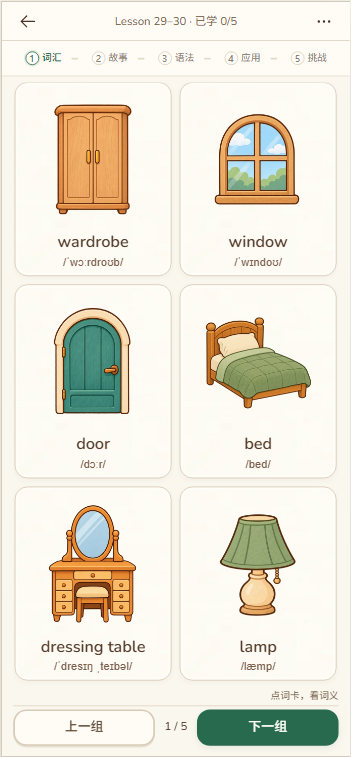 Lesson 29–30 · 已学 0/5
1 词汇 – 2 故事 – 3 语法 – 4 应用 – 5 挑战
wardrobe window
/ˈwɔːrdroʊb/ /ˈwɪndoʊ/
door bed
/dɔːr/ /bed/
dressing table lamp
/ˈdresɪŋ ˌteɪbəl/ /læmp/
点词卡，看词义
上一组 1 / 5 下一组